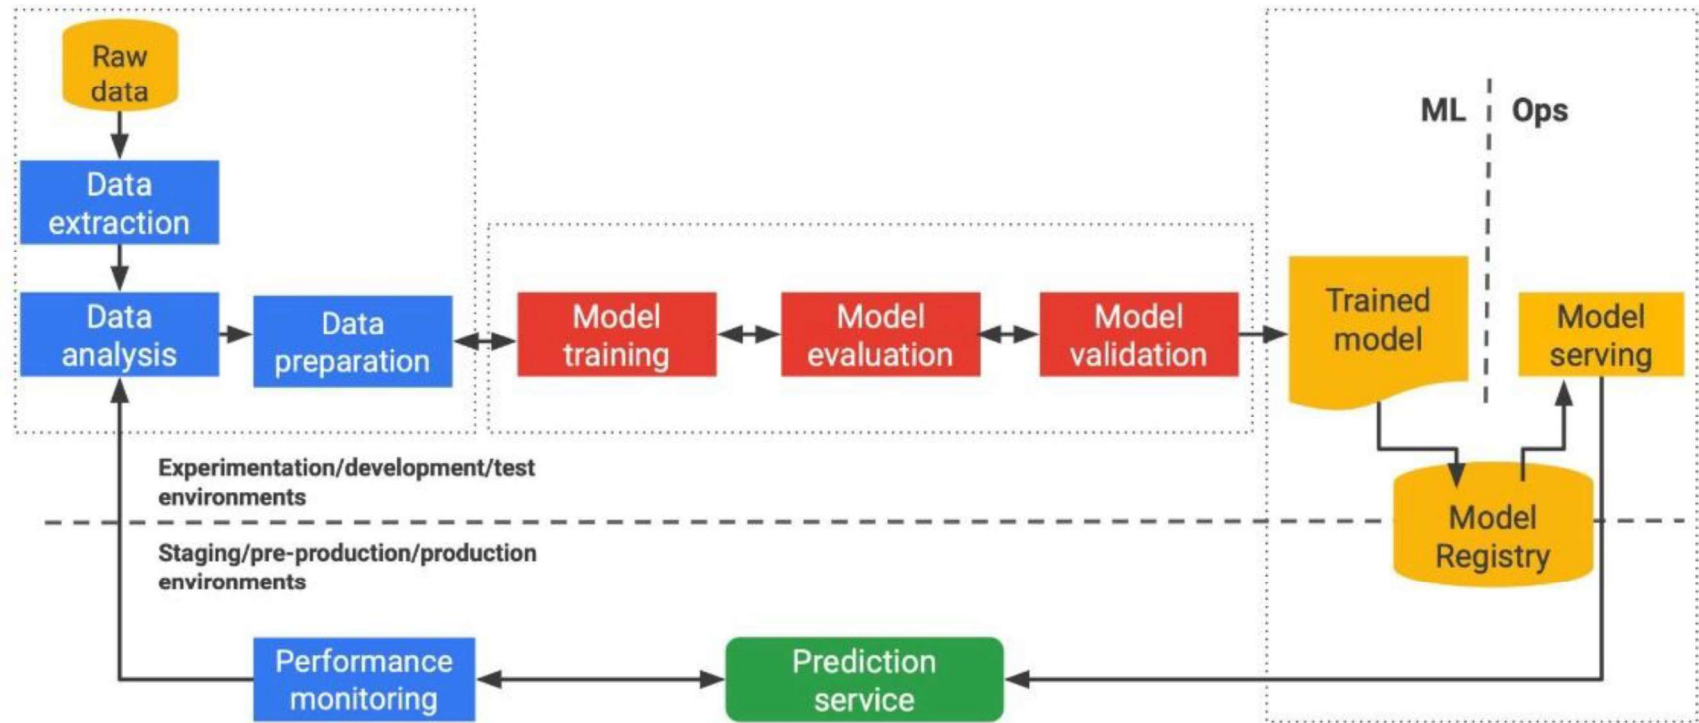 Raw
data
ML
Ops
Data
extraction
Data
analysis
Data
preparation
Model
training
Model
evaluation
Model
validation
Trained
model
Model
serving
Experimentation/development/test
environments
Staging/pre-production/production
environments
Model
Registry
Performance
monitoring
Prediction
service